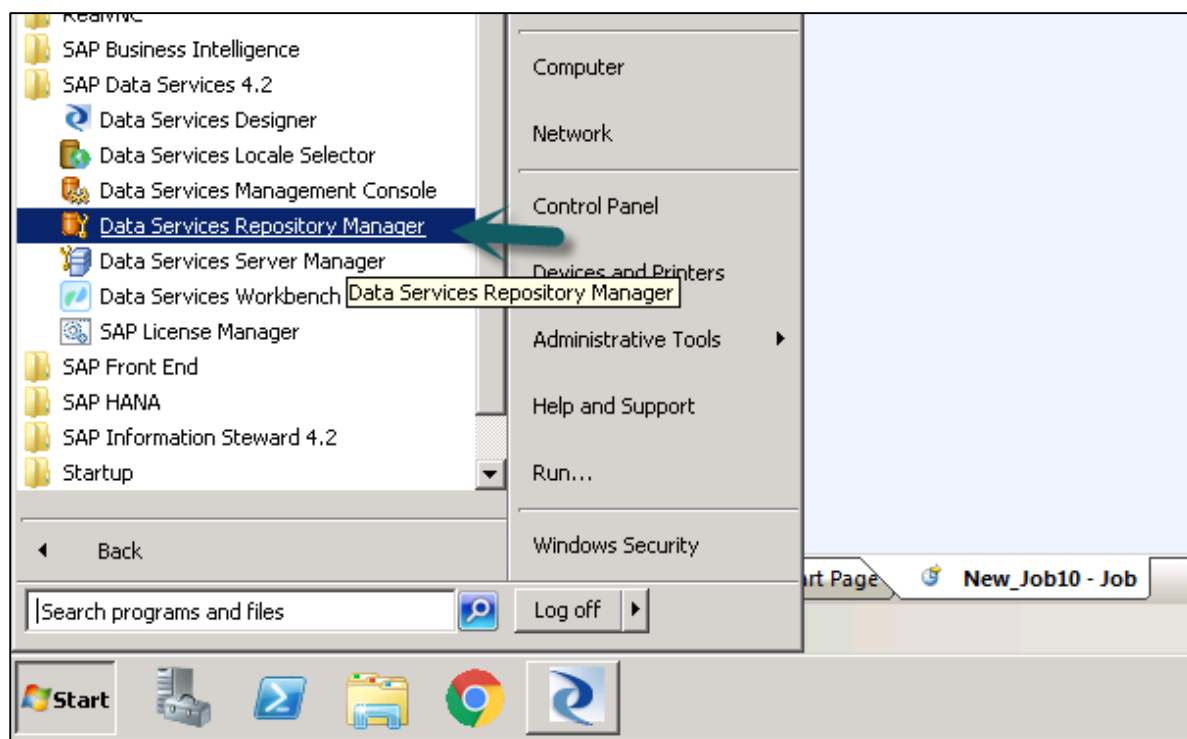 RealVNC
SAP Business Intelligence
SAP Data Services 4.2
Data Services Designer
Data Services Locale Selector
Data Services Management Console
Data Services Repository Manager
Data Services Server Manager
Data Services Workbench
Data Services Repository Manager
SAP License Manager
SAP Front End
SAP HANA
SAP Information Steward 4.2
Startup
Back
Search programs and files
Computer
Network
Control Panel
Devices and Printers
Administrative Tools
Help and Support
Run...
Windows Security
Log off
art Page
New_Job10 - Job
Start